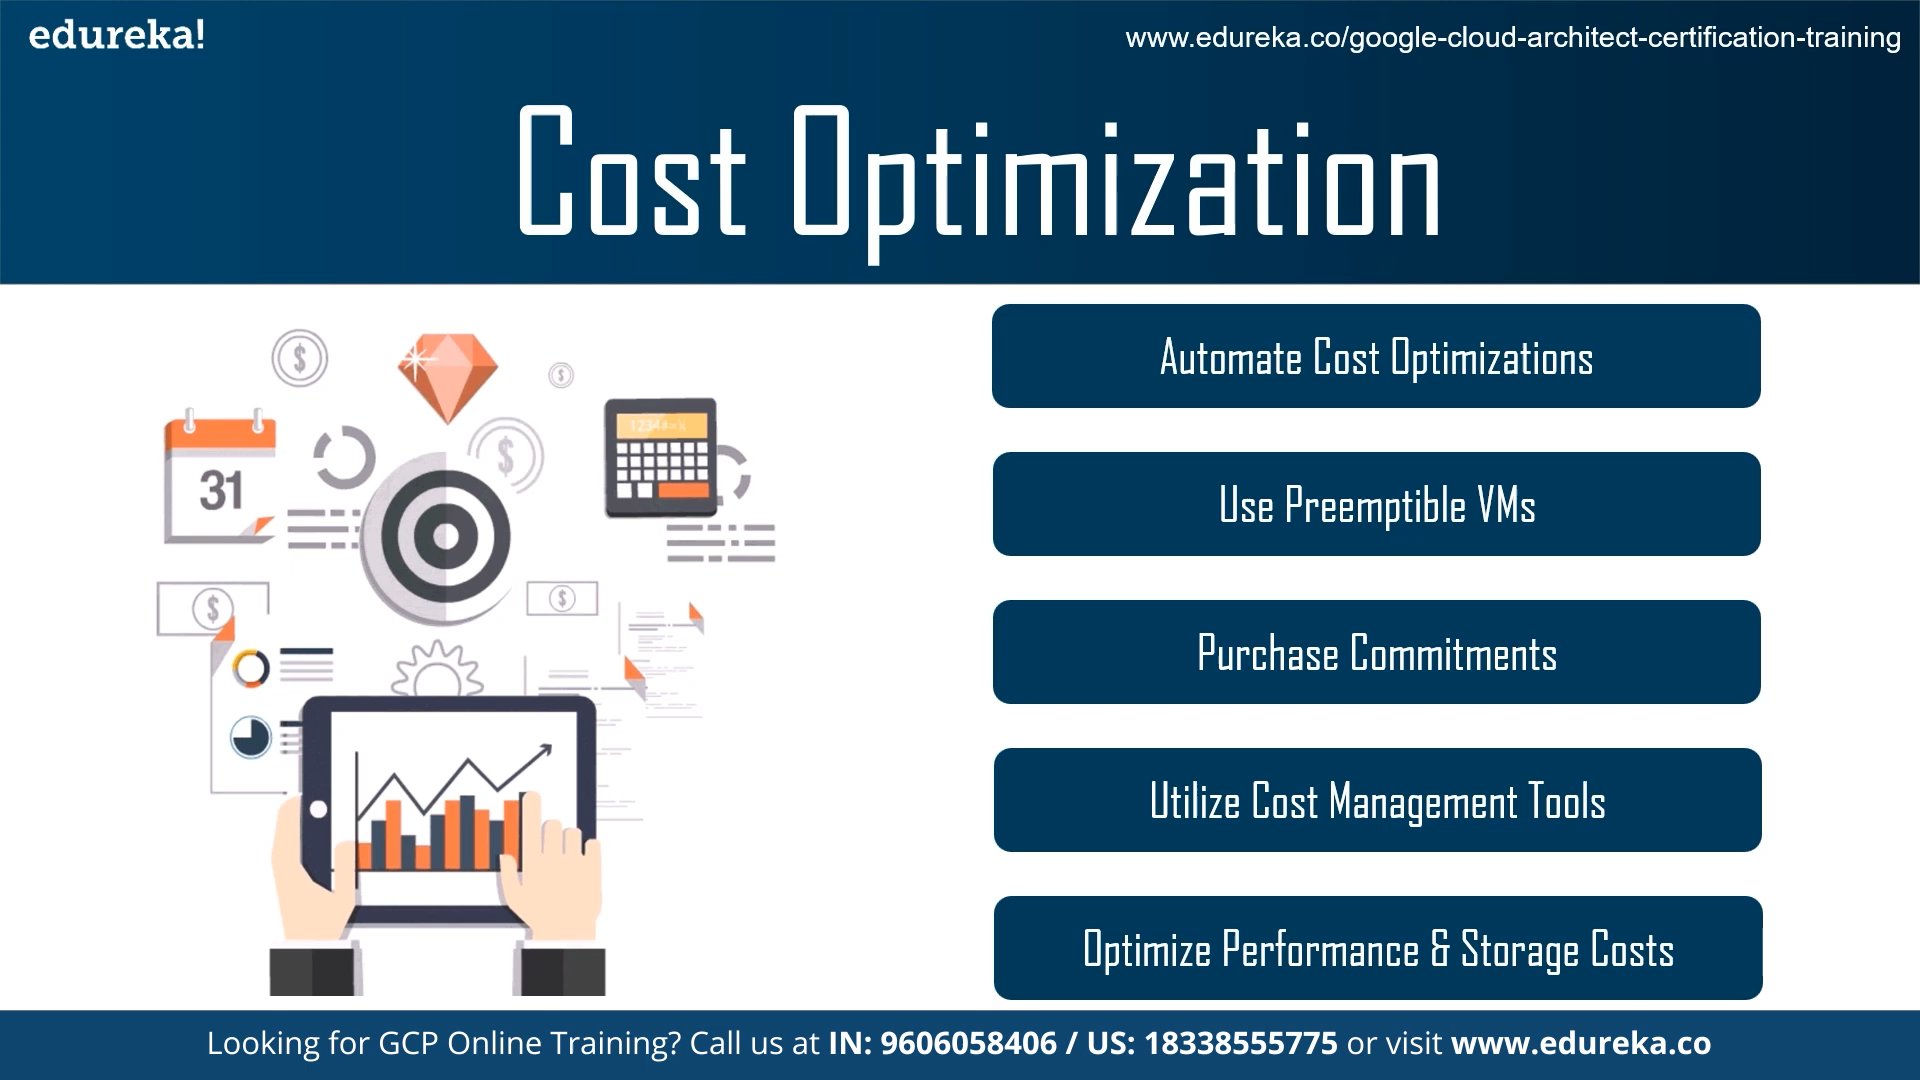 edureka!
www.edureka.co/google-cloud-architect-certification-training
Cost Optimization
Automate Cost Optimizations
Use Preemptible VMs
Purchase Commitments
Utilize Cost Management Tools
Optimize Performance & Storage Costs
$
$
$
31
$
$
Looking for GCP Online Training? Call us at IN: 9606058406 / US: 18338555775 or visit www.edureka.co